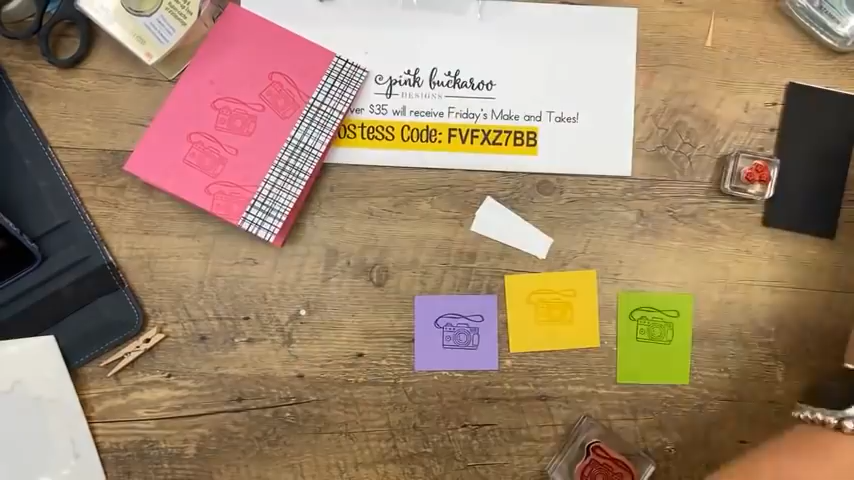 pink buckaroo
DESIGNS
ver $35 will receive Friday's Make and Takes!
ostess Code: FVFXZ7BB